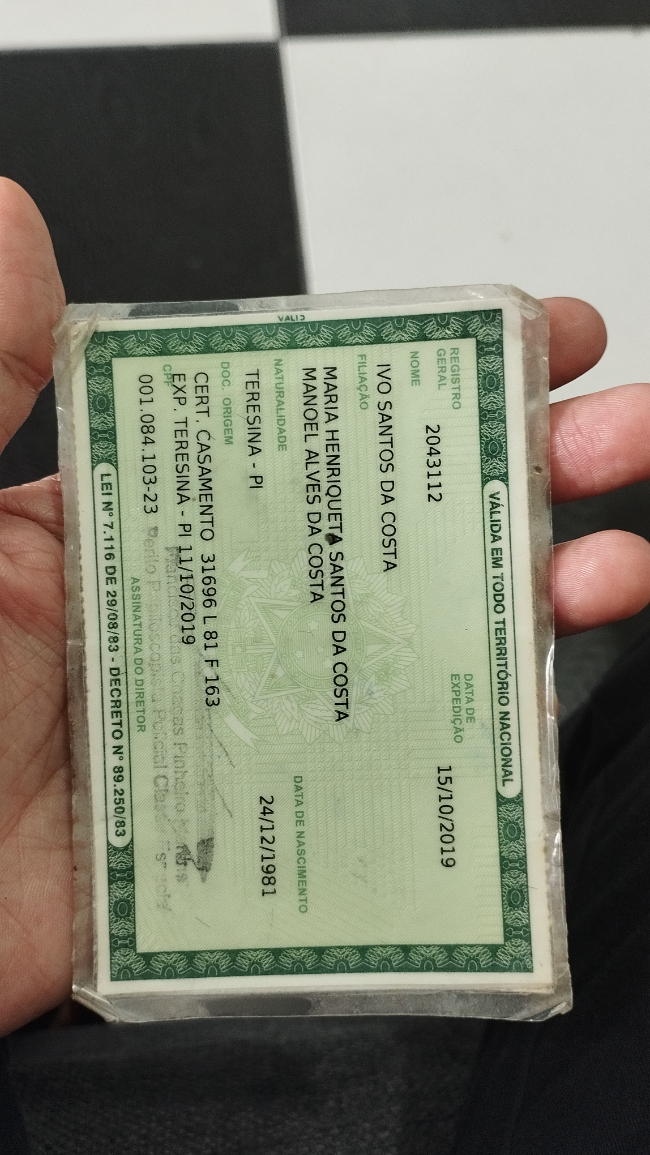 VÁLIDA EM TODO TERRITÓRIO NACIONAL
REGISTRO GERAL 2043112 DATA DE EXPEDIÇÃO 15/10/2019
NOME
IVO SANTOS DA COSTA
FILIAÇÃO
MARIA HENRIQUETA SANTOS DA COSTA
MANOEL ALVES DA COSTA
NATURALIDADE DATA DE NASCIMENTO
TERESINA - PI 24/12/1981
DOC. ORIGEM
CERT. CASAMENTO 31696 L 81 F 163
EXP. TERESINA - PI 11/10/2019
CPF
001.084.103-23
ASSINATURA DO DIRETOR
LEI Nº 7.116 DE 29/08/83 - DECRETO Nº 89.250/83